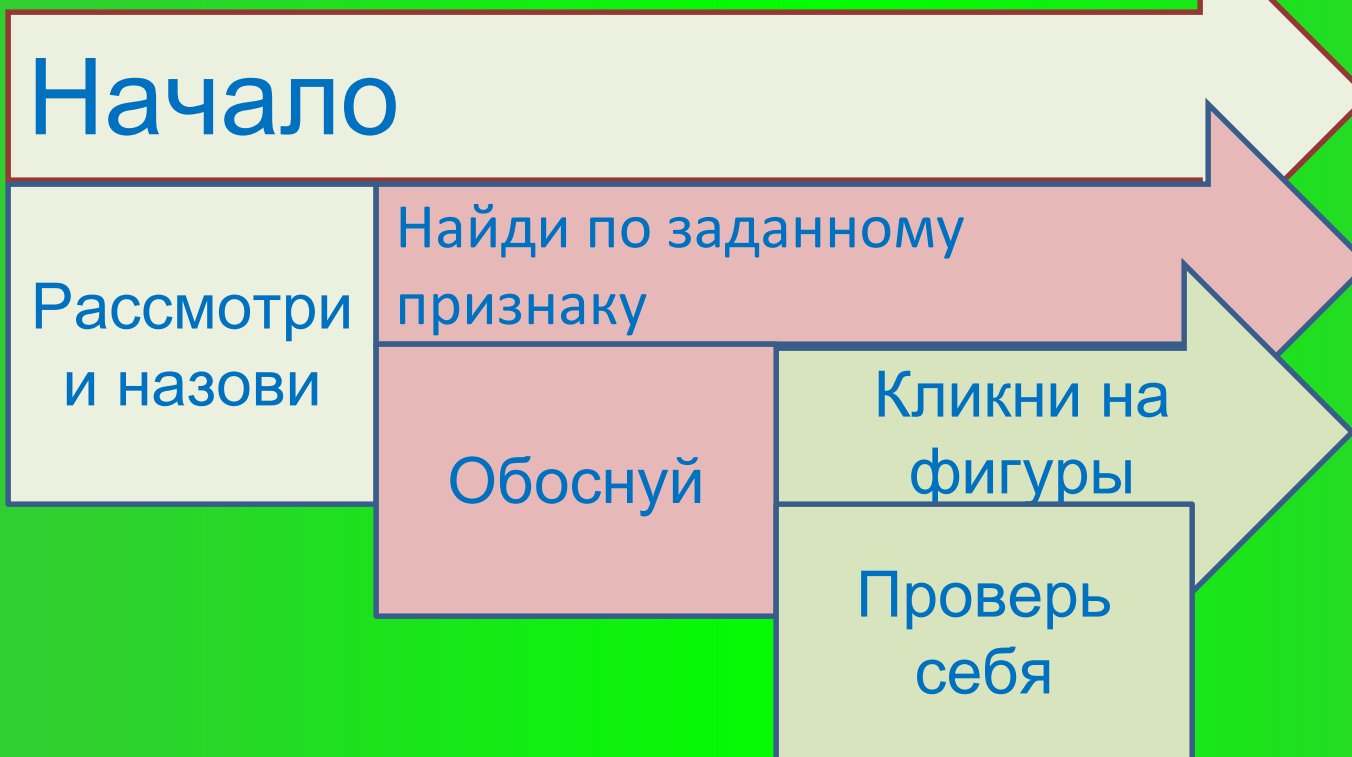 Начало
Найди по заданному
признаку
Рассмотри
и назови
Кликни на
фигуры
Обоснуй
Проверь
себя